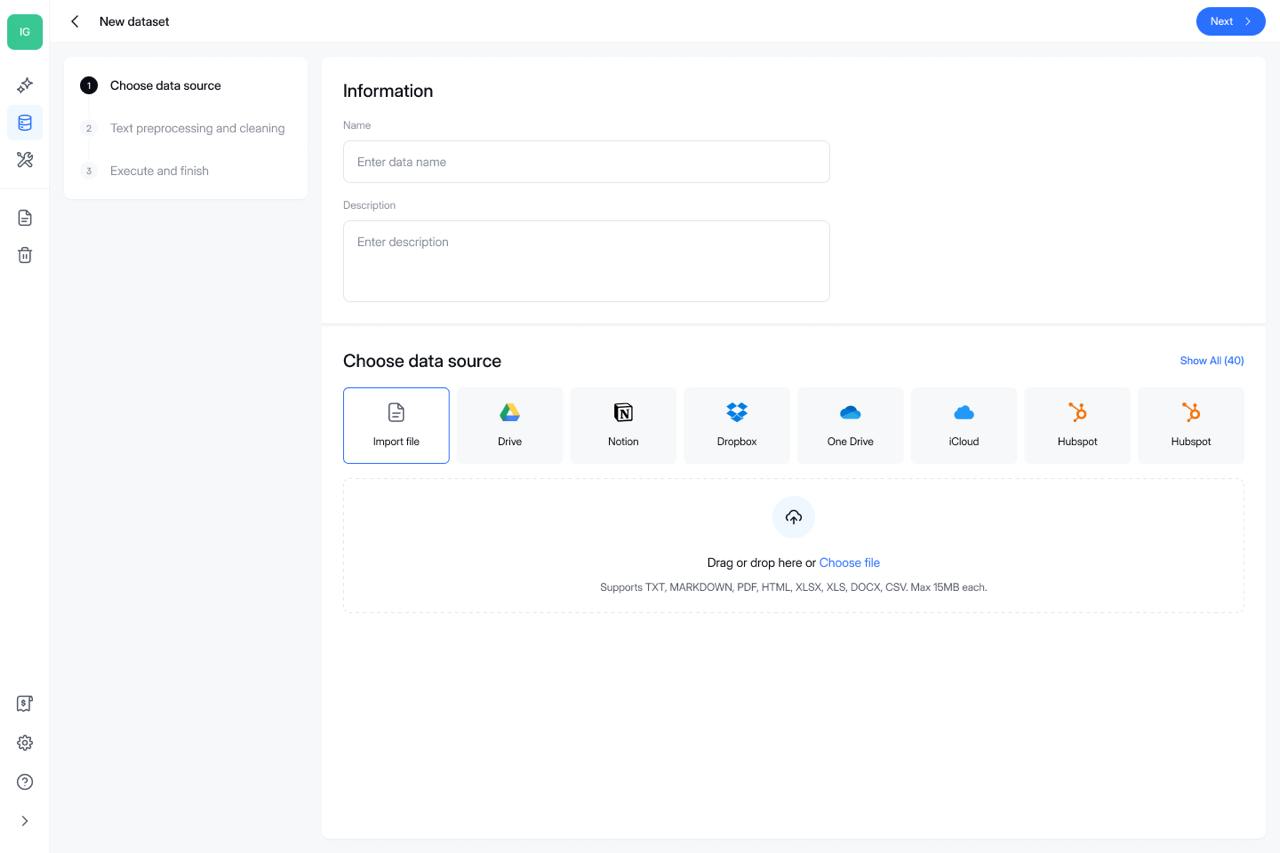 IG
New dataset
Next
1
Choose data source
2
Text preprocessing and cleaning
3
Execute and finish
Information
Name
Enter data name
Description
Enter description
Choose data source
Show All (40)
Import file
Drive
Notion
Dropbox
One Drive
iCloud
Hubspot
Hubspot
Drag or drop here or Choose file
Supports TXT, MARKDOWN, PDF, HTML, XLSX, XLS, DOCX, CSV. Max 15MB each.